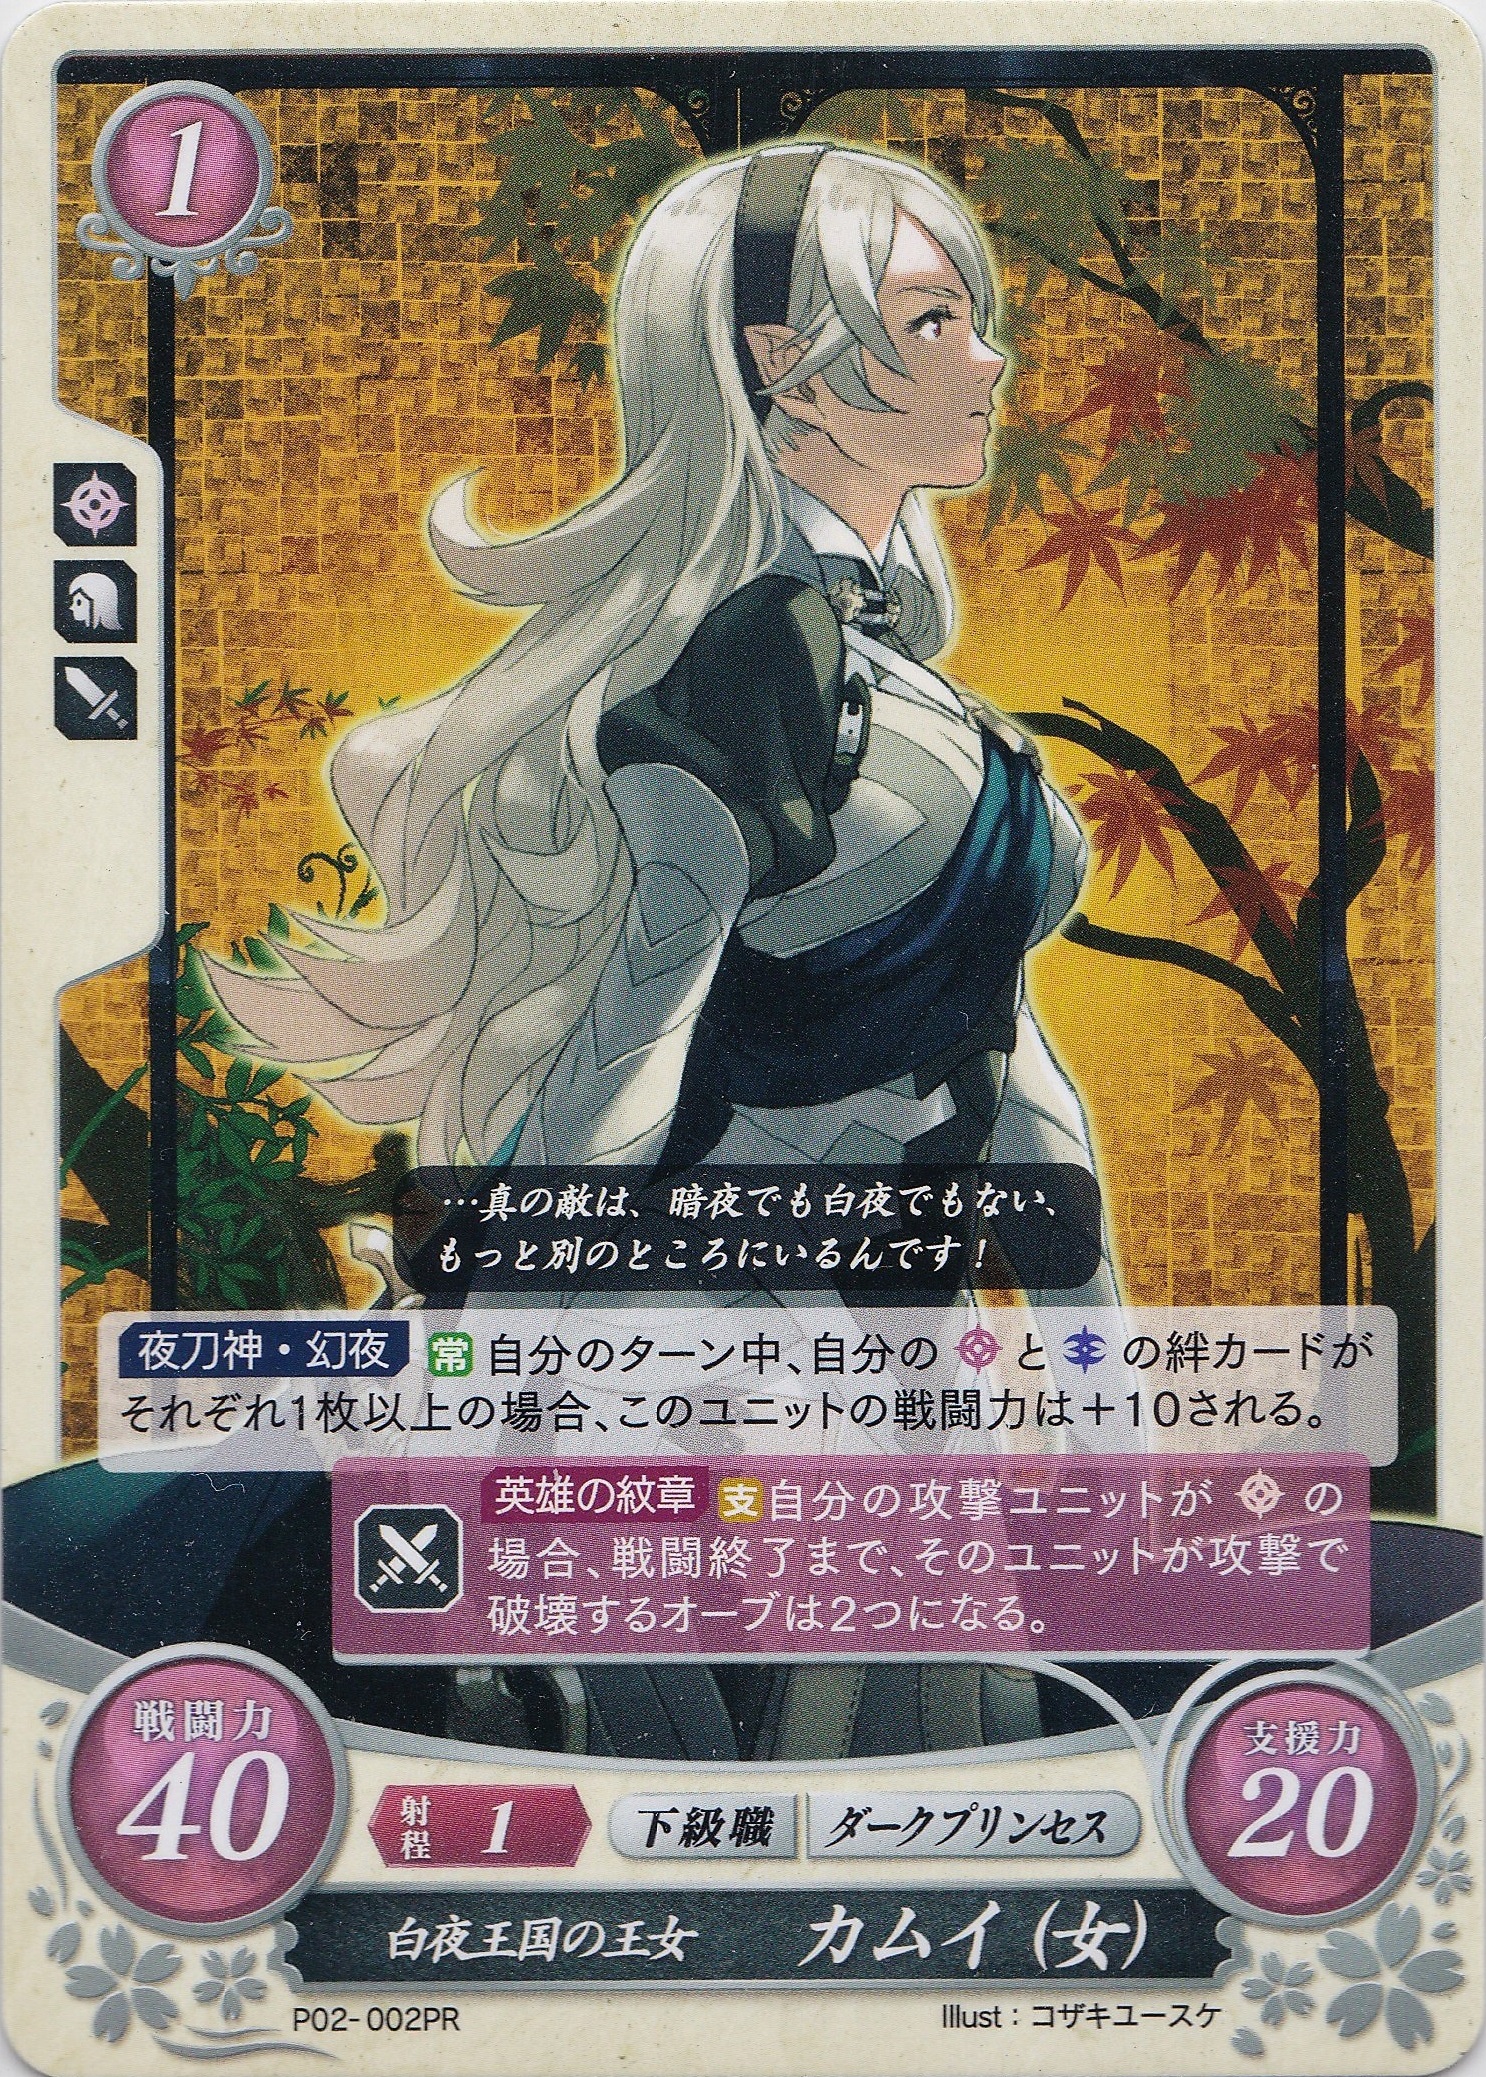 1
…真の敵は、暗夜でも白夜でもない、
もっと別のところにいるんです！
夜刀神・幻夜 常 自分のターン中、自分の と の絆カードが
それぞれ1枚以上の場合、このユニットの戦闘力は＋10される。
英雄の紋章 支 自分の攻撃ユニットが の
場合、戦闘終了まで、そのユニットが攻撃で
破壊するオーブは2つになる。
戦闘力
40
射程 1
下級職 ダークプリンセス
支援力
20
白夜王国の王女 カムイ(女)
P02-002PR
Illust：コザキユースケ